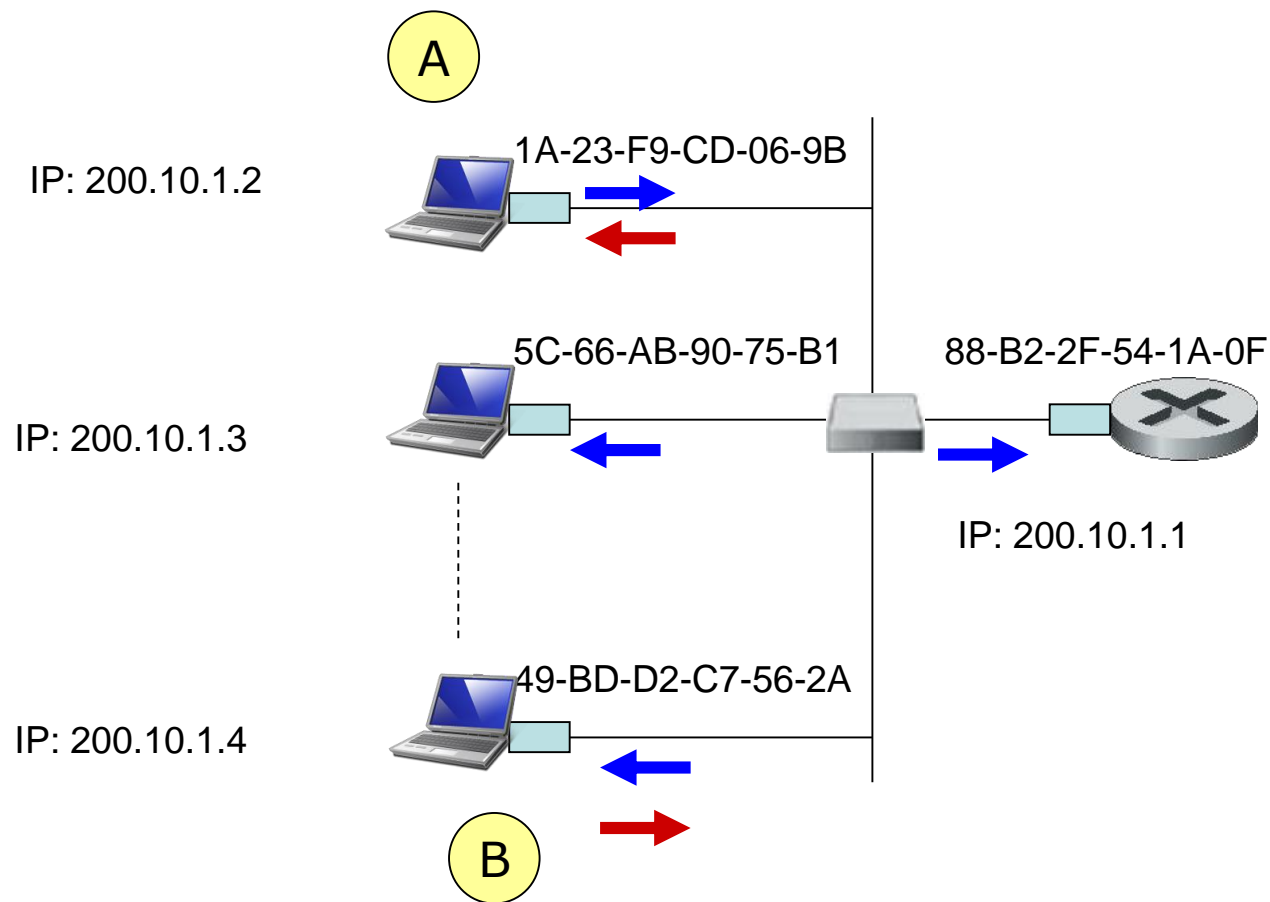 A
1A-23-F9-CD-06-9B
IP: 200.10.1.2
5C-66-AB-90-75-B1
88-B2-2F-54-1A-0F
IP: 200.10.1.3
IP: 200.10.1.1
49-BD-D2-C7-56-2A
IP: 200.10.1.4
B